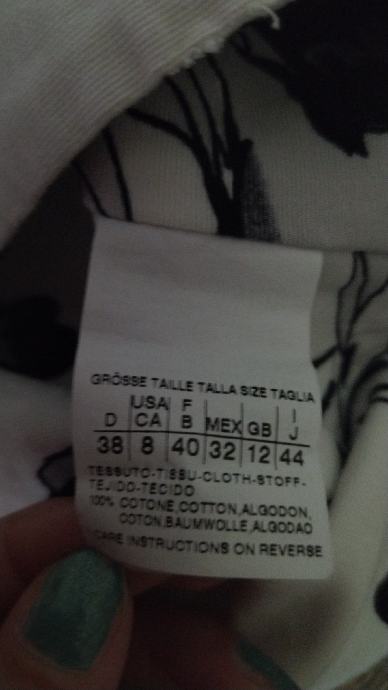 GRÖSSE TAILLE TALLA SIZE TAGLIA
USA F I
D CA B MEX GB J
38 8 40 32 12 44
TESSUTO-TISSU-CLOTH-STOFF-
TEJIDO-TECIDO
100% COTONE,COTTON,ALGODON,
COTON,BAUMWOLLE,ALGODAO
CARE INSTRUCTIONS ON REVERSE